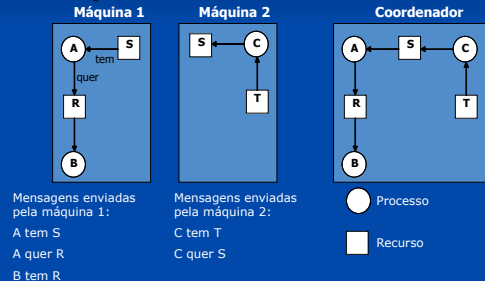 Máquina 1
Máquina 2
Coordenador
A
S
tem
quer
R
B
S
C
T
A
S
C
R
T
B
Mensagens enviadas
pela máquina 1:
A tem S
A quer R
B tem R
Mensagens enviadas
pela máquina 2:
C tem T
C quer S
Processo
Recurso